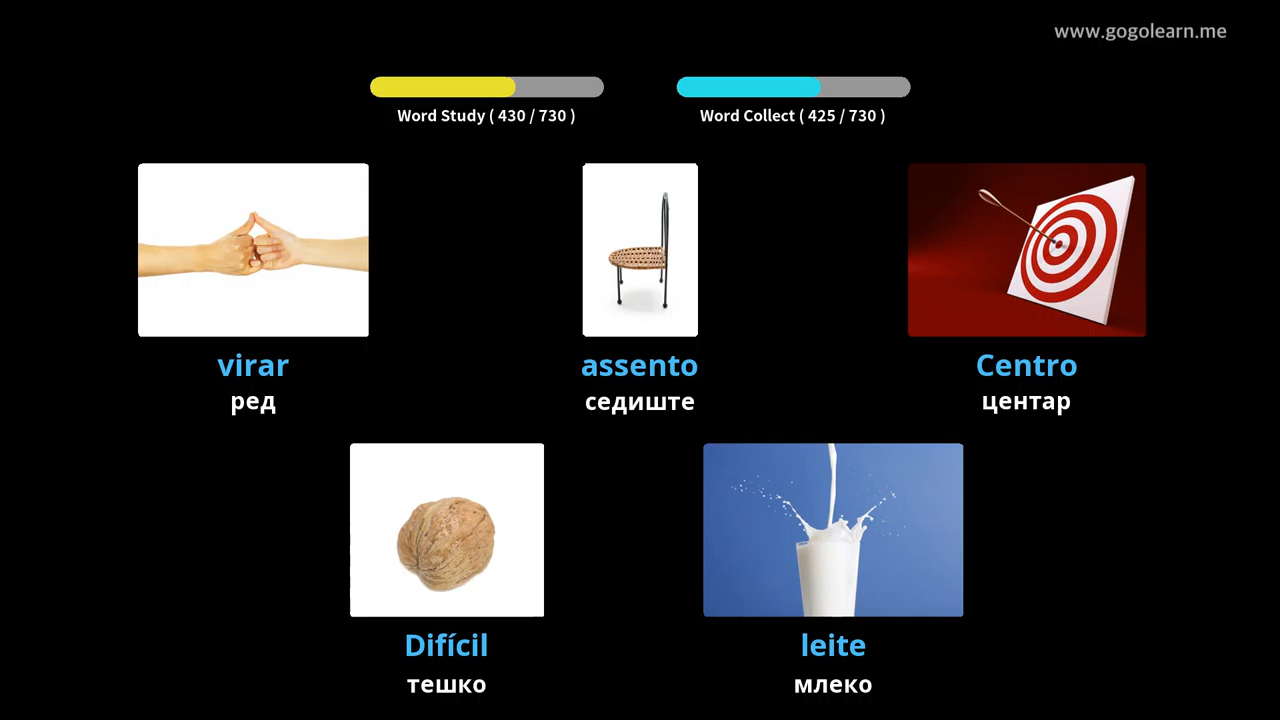 www.gogolearn.me
Word Study ( 430 / 730 )
Word Collect ( 425 / 730 )
virar
ред
assento
седиште
Centro
центар
Difícil
тешко
leite
млеко